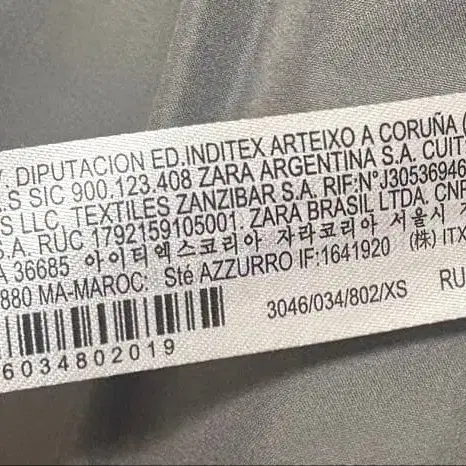 . DIPUTACION ED.INDITEX ARTEIXO A CORUÑA (
.S SIC 900.123.408 ZARA ARGENTINA S.A. CUIT
S LLC, TEXTILES ZANZIBAR S.A. RIF:N°J30536946
S.A. RUC 1792159105001. ZARA BRASIL LTDA. CNP
A 36685 아이티엑스코리아 자라코리아 서울시
880 MA-MAROC: Sté AZZURRO IF:1641920 (株) ITX
3046/034/802/XS RU
6034802019